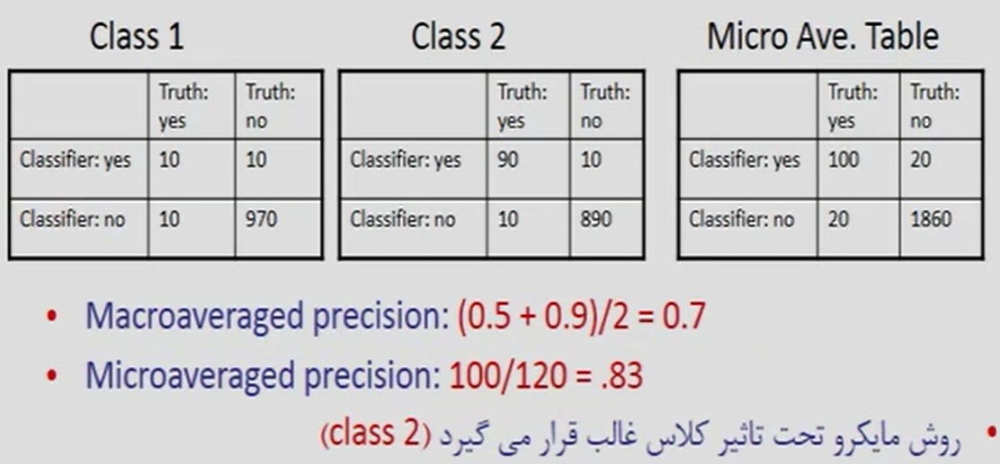 Class 1
Class 2
Micro Ave. Table
Truth: yes Truth: no
Classifier: yes 10 10
Classifier: no 10 970
Truth: yes Truth: no
Classifier: yes 90 10
Classifier: no 10 890
Truth: yes Truth: no
Classifier: yes 100 20
Classifier: no 20 1860
• Macroaveraged precision: (0.5 + 0.9)/2 = 0.7
• Microaveraged precision: 100/120 = .83
• روش مایکرو تحت تاثیر کلاس غالب قرار می گیرد (class 2)